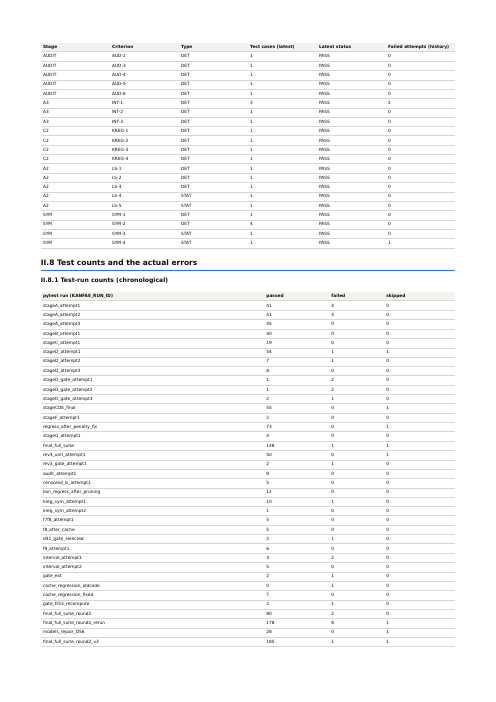 Stage Criterion Type Test cases (latest) Latest status Failed attempts (history)
AUDIT AUD-2 DET 1 PASS 0
AUDIT AUD-3 DET 1 PASS 0
AUDIT AUD-4 DET 1 PASS 0
AUDIT AUD-5 DET 1 PASS 0
AUDIT AUD-6 DET 1 PASS 0
A3 INT-1 DET 3 PASS 2
A3 INT-2 DET 1 PASS 0
A3 INT-3 DET 1 PASS 0
C2 KREG-1 DET 1 PASS 0
C2 KREG-2 DET 1 PASS 0
C2 KREG-3 DET 1 PASS 0
C2 KREG-4 DET 1 PASS 0
A2 LS-1 DET 1 PASS 0
A2 LS-2 DET 1 PASS 0
A2 LS-3 DET 1 PASS 0
A2 LS-4 STAT 1 PASS 0
A2 LS-5 STAT 1 PASS 0
SYM SYM-1 DET 1 PASS 0
SYM SYM-2 DET 4 PASS 0
SYM SYM-3 STAT 1 PASS 0
SYM SYM-4 STAT 1 PASS 1
II.8 Test counts and the actual errors
II.8.1 Test-run counts (chronological)
pytest run (KANFAB_RUN_ID) passed failed skipped
stageA_attempt1 41 4 0
stageA_attempt2 41 4 0
stageA_attempt3 45 0 0
stageB_attempt1 40 0 0
stageC_attempt1 19 0 0
stageD_attempt1 54 1 1
stageD_attempt2 7 1 0
stageD_attempt3 8 0 0
stageD_gate_attempt1 1 2 0
stageD_gate_attempt2 1 2 0
stageD_gate_attempt3 2 1 0
stageCDE_final 55 0 1
stageF_attempt1 2 0 0
regress_after_penalty_fix 73 0 1
stageG_attempt1 4 0 0
final_full_suite 148 1 1
rev3_unit_attempt1 50 0 1
rev3_gate_attempt1 2 1 0
audit_attempt1 9 0 0
censored_ls_attempt1 5 0 0
kan_regress_after_pruning 12 0 0
kreg_sym_attempt1 10 1 0
kreg_sym_attempt2 1 0 0
f7f8_attempt1 5 0 0
f8_after_cache 5 0 0
d41_gate_selected 2 1 0
f9_attempt1 6 0 0
interval_attempt1 3 2 0
interval_attempt2 5 0 0
gate_ext 2 1 0
cache_regression_oldcode 0 1 0
cache_regression_fixed 7 0 0
gate_D53_recompute 2 1 0
final_full_suite_round2 90 2 0
final_full_suite_round2_rerun 178 8 1
models_repair_D56 28 0 1
final_full_suite_round2_v3 185 1 1